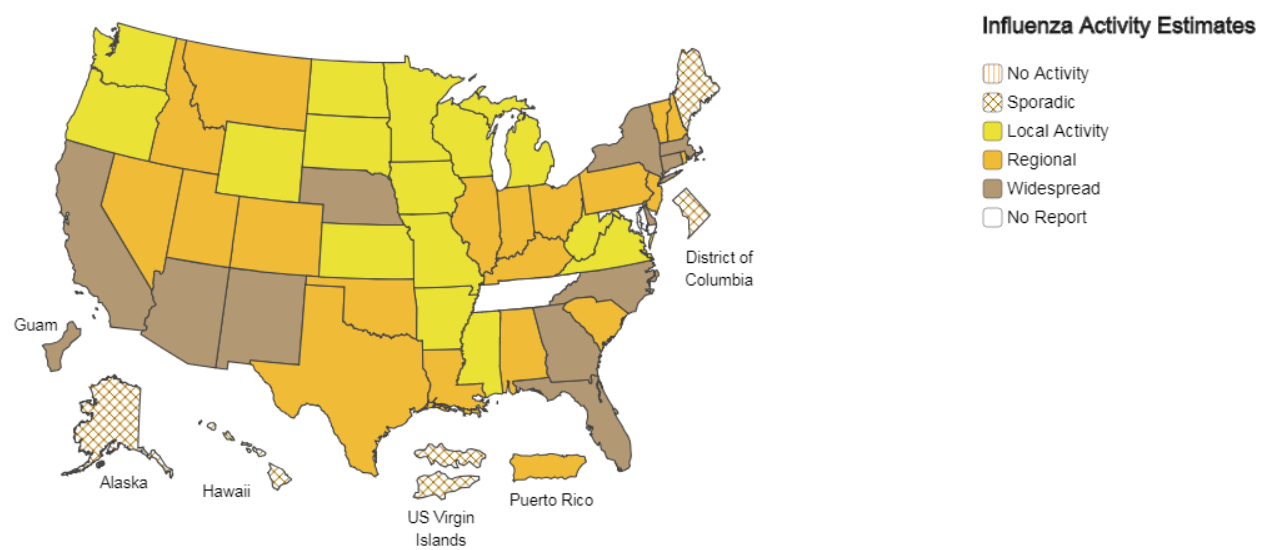 Influenza Activity Estimates
No Activity
Sporadic
Local Activity
Regional
Widespread
No Report
District of
Columbia
Guam
Alaska
Hawaii
US Virgin
Islands
Puerto Rico